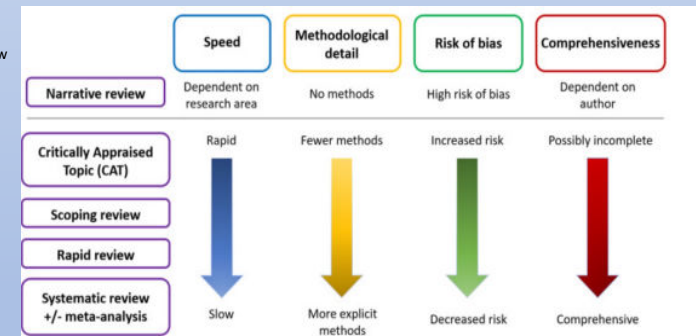 w
Speed
Methodological
detail
Risk of bias
Comprehensiveness
Narrative review
Dependent on
research area
No methods
High risk of bias
Dependent on
author
Critically Appraised
Topic (CAT)
Rapid
Fewer methods
Increased risk
Possibly incomplete
Scoping review
Rapid review
Systematic review
+/- meta-analysis
Slow
More explicit
methods
Decreased risk
Comprehensive